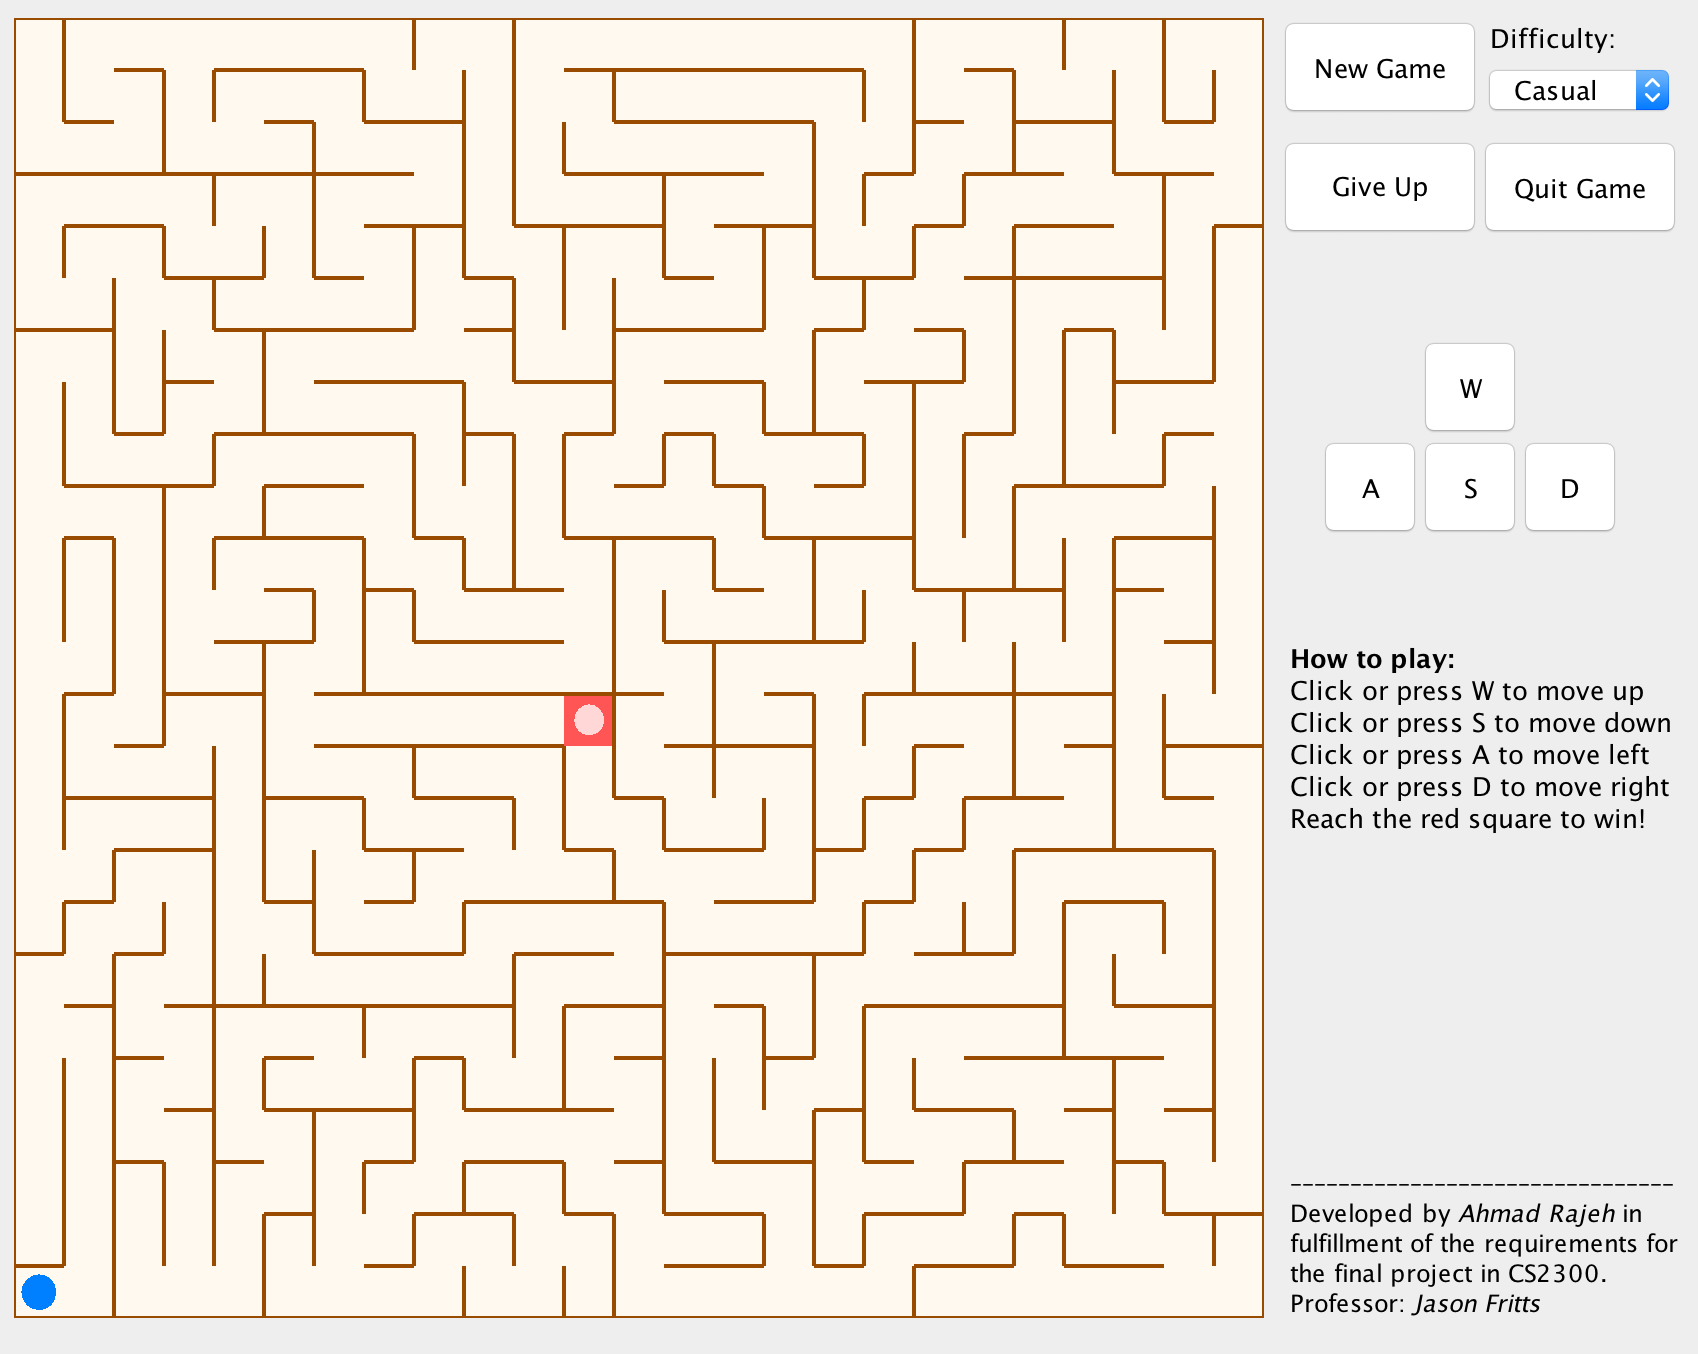 New Game
Difficulty:
Casual
Give Up
Quit Game
W
A
S
D
How to play:
Click or press W to move up
Click or press S to move down
Click or press A to move left
Click or press D to move right
Reach the red square to win!
_______________________________
Developed by Ahmad Rajeh in
fulfillment of the requirements for
the final project in CS2300.
Professor: Jason Fritts